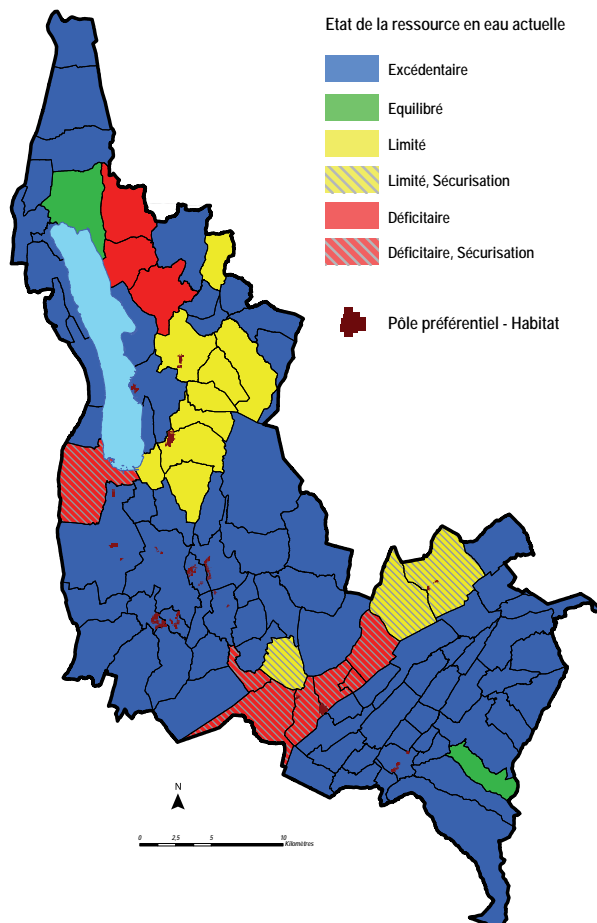 Etat de la ressource en eau actuelle
Excédentaire
Equilibré
Limité
Limité, Sécurisation
Déficitaire
Déficitaire, Sécurisation
Pôle préférentiel - Habitat
N
0 2,5 5 10
Kilomètres